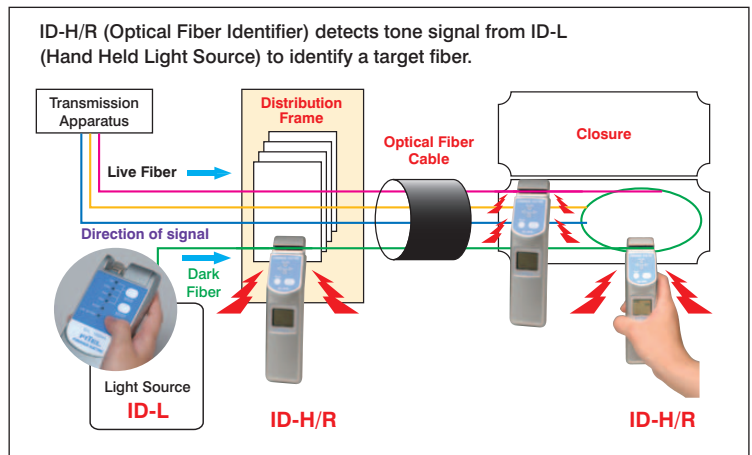 ID-H/R (Optical Fiber Identifier) detects tone signal from ID-L
(Hand Held Light Source) to identify a target fiber.
Transmission
Apparatus
Distribution
Frame
Optical Fiber
Cable
Closure
Live Fiber
Direction of signal
Dark
Fiber
Light Source
ID-L
ID-H/R
ID-H/R